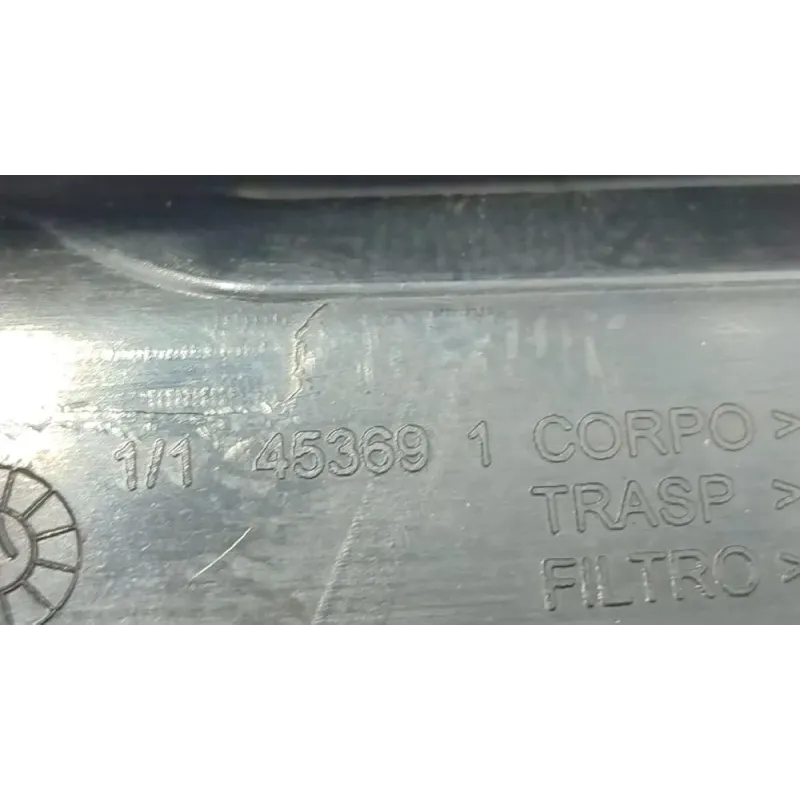 1/1 45369 1 CORPO >
TRASP >
FILTRO >